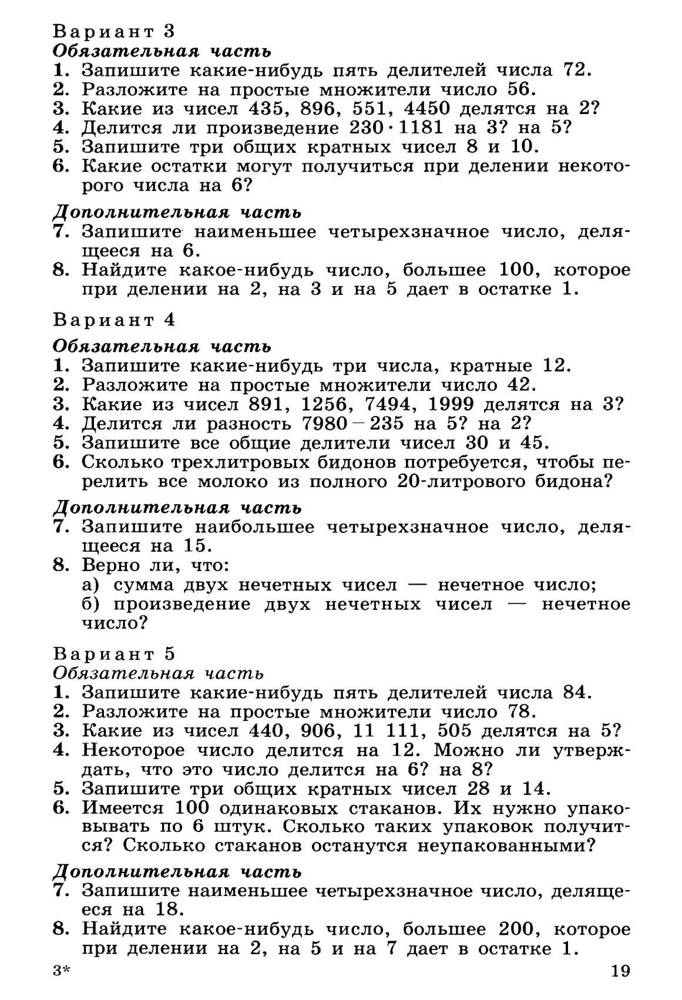 Вариант 3
Обязательная часть
1. Запишите какие-нибудь пять делителей числа 72.
2. Разложите на простые множители число 56.
3. Какие из чисел 435, 896, 551, 4450 делятся на 2?
4. Делится ли произведение 230 · 1181 на 3? на 5?
5. Запишите три общих кратных чисел 8 и 10.
6. Какие остатки могут получиться при делении некото-
рого числа на 6?
Дополнительная часть
7. Запишите наименьшее четырехзначное число, деля-
щееся на 6.
8. Найдите какое-нибудь число, большее 100, которое
при делении на 2, на 3 и на 5 дает в остатке 1.
Вариант 4
Обязательная часть
1. Запишите какие-нибудь три числа, кратные 12.
2. Разложите на простые множители число 42.
3. Какие из чисел 891, 1256, 7494, 1999 делятся на 3?
4. Делится ли разность 7980 – 235 на 5? на 2?
5. Запишите все общие делители чисел 30 и 45.
6. Сколько трехлитровых бидонов потребуется, чтобы пе-
релить все молоко из полного 20-литрового бидона?
Дополнительная часть
7. Запишите наибольшее четырехзначное число, деля-
щееся на 15.
8. Верно ли, что:
а) сумма двух нечетных чисел — нечетное число;
б) произведение двух нечетных чисел — нечетное
число?
Вариант 5
Обязательная часть
1. Запишите какие-нибудь пять делителей числа 84.
2. Разложите на простые множители число 78.
3. Какие из чисел 440, 906, 11 111, 505 делятся на 5?
4. Некоторое число делится на 12. Можно ли утверж-
дать, что это число делится на 6? на 8?
5. Запишите три общих кратных чисел 28 и 14.
6. Имеется 100 одинаковых стаканов. Их нужно упако-
вывать по 6 штук. Сколько таких упаковок получит-
ся? Сколько стаканов останутся неупакованными?
Дополнительная часть
7. Запишите наименьшее четырехзначное число, деляще-
еся на 18.
8. Найдите какое-нибудь число, большее 200, которое
при делении на 2, на 5 и на 7 дает в остатке 1.
3* 19